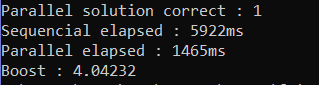 Parallel solution correct : 1
Sequencial elapsed : 5922ms
Parallel elapsed : 1465ms
Boost : 4.04232